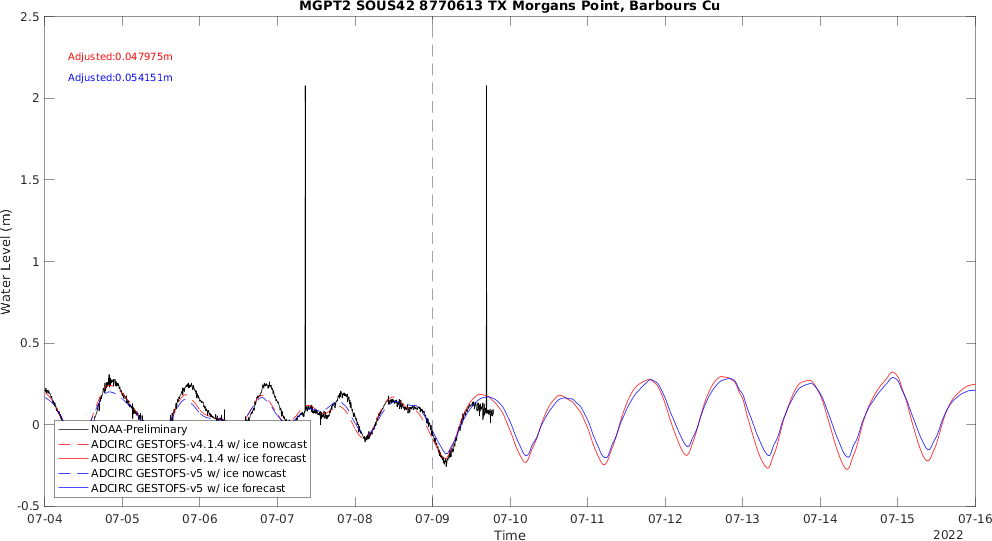 MGPT2 SOUS42 8770613 TX Morgans Point, Barbours Cu
Adjusted:0.047975m
Adjusted:0.054151m
Water Level (m)
2.5
2
1.5
1
0.5
0
-0.5
NOAA-Preliminary
ADCIRC GESTOFS-v4.1.4 w/ ice nowcast
ADCIRC GESTOFS-v4.1.4 w/ ice forecast
ADCIRC GESTOFS-v5 w/ ice nowcast
ADCIRC GESTOFS-v5 w/ ice forecast
07-04 07-05 07-06 07-07 07-08 07-09 07-10 07-11 07-12 07-13 07-14 07-15 07-16
Time
2022